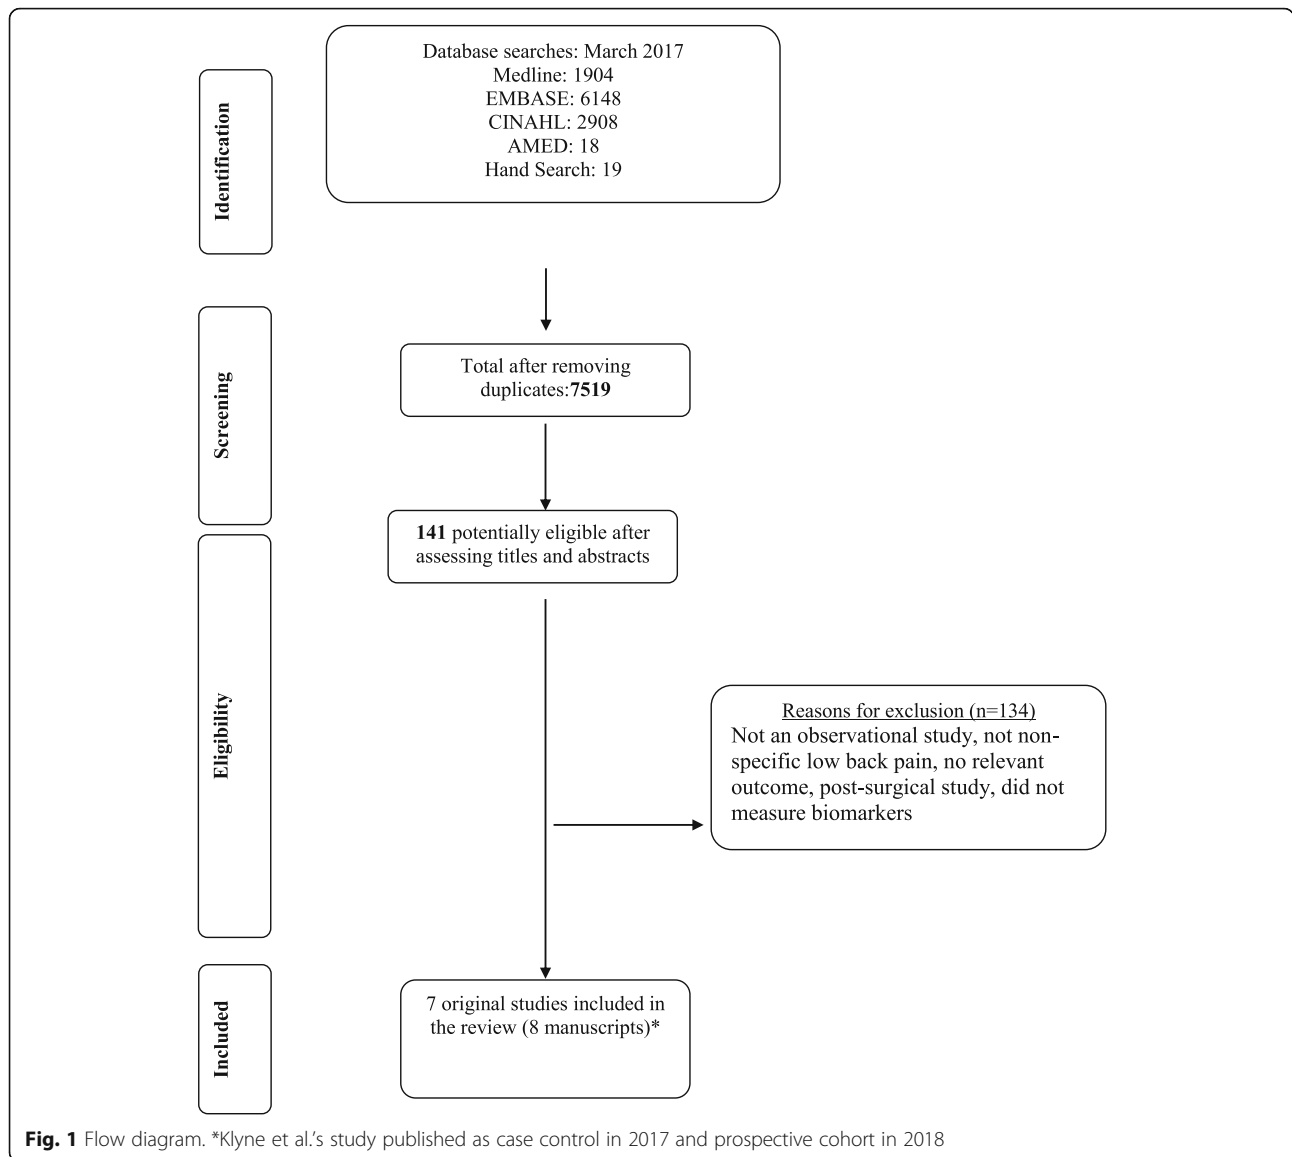 Identification
Database searches: March 2017
Medline: 1904
EMBASE: 6148
CINAHL: 2908
AMED: 18
Hand Search: 19
Screening
Total after removing
duplicates:7519
141 potentially eligible after
assessing titles and abstracts
Eligibility
Reasons for exclusion (n=134)
Not an observational study, not non-
specific low back pain, no relevant
outcome, post-surgical study, did not
measure biomarkers
Included
7 original studies included in
the review (8 manuscripts)*
Fig. 1 Flow diagram. *Klyne et al.'s study published as case control in 2017 and prospective cohort in 2018